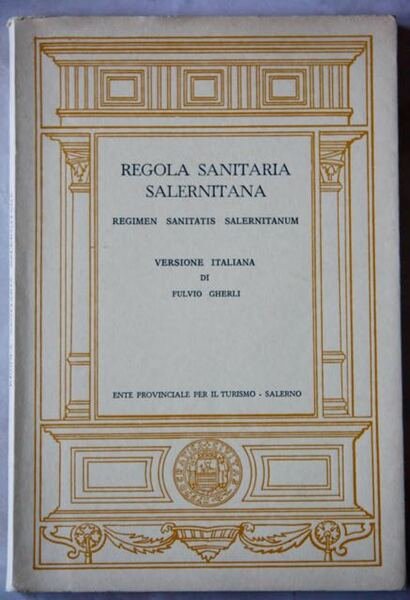 REGOLA SANITARIA
SALERNITANA
REGIMEN SANITATIS SALERNITANUM
VERSIONE ITALIANA
DI
FULVIO GHERLI
ENTE PROVINCIALE PER IL TURISMO - SALERNO